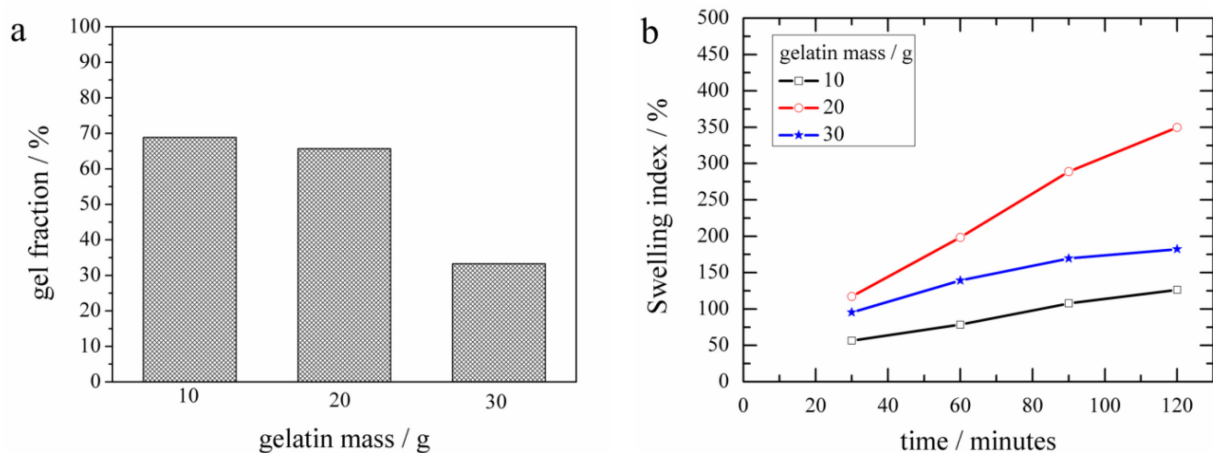 a
100
90
80
70
60
50
40
30
20
10
0
gel fraction / %
10 20 30
gelatin mass / g
b
500
450
400
350
300
250
200
150
100
50
0
Swelling index / %
gelatin mass / g
10
20
30
0 20 40 60 80 100 120
time / minutes